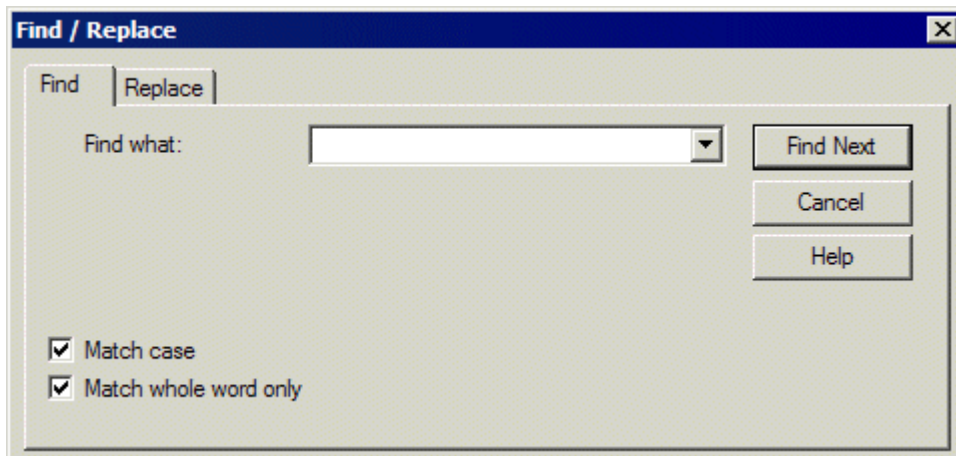 Find / Replace
Find Replace
Find what: Find Next
Cancel
Help
Match case
Match whole word only